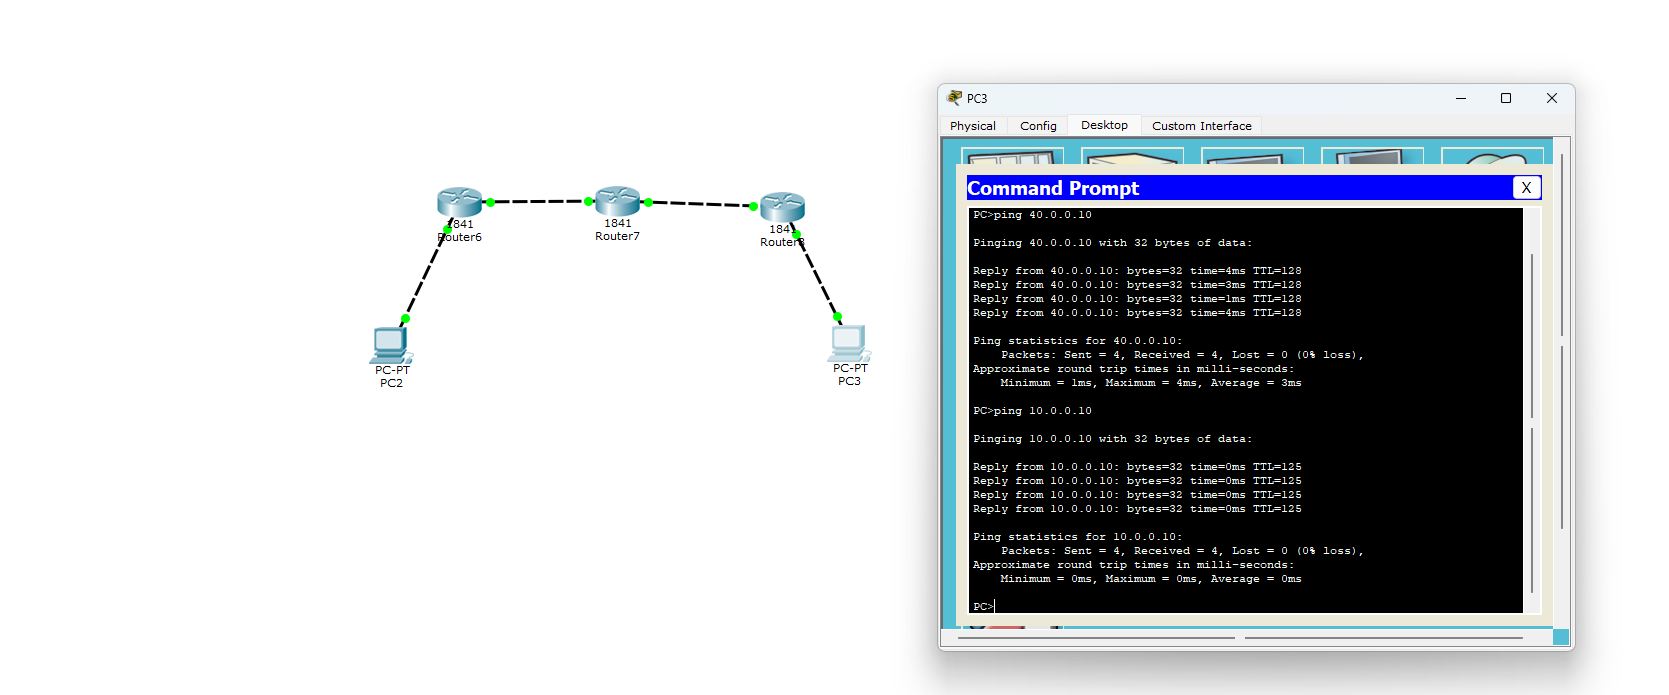 1841
Router6
1841
Router7
1841
Router8
PC-PT
PC2
PC-PT
PC3
PC3
Physical Config Desktop Custom Interface
Command Prompt X
PC>ping 40.0.0.10
Pinging 40.0.0.10 with 32 bytes of data:
Reply from 40.0.0.10: bytes=32 time=4ms TTL=128
Reply from 40.0.0.10: bytes=32 time=3ms TTL=128
Reply from 40.0.0.10: bytes=32 time=1ms TTL=128
Reply from 40.0.0.10: bytes=32 time=4ms TTL=128
Ping statistics for 40.0.0.10:
    Packets: Sent = 4, Received = 4, Lost = 0 (0% loss),
Approximate round trip times in milli-seconds:
    Minimum = 1ms, Maximum = 4ms, Average = 3ms
PC>ping 10.0.0.10
Pinging 10.0.0.10 with 32 bytes of data:
Reply from 10.0.0.10: bytes=32 time=0ms TTL=125
Reply from 10.0.0.10: bytes=32 time=0ms TTL=125
Reply from 10.0.0.10: bytes=32 time=0ms TTL=125
Reply from 10.0.0.10: bytes=32 time=0ms TTL=125
Ping statistics for 10.0.0.10:
    Packets: Sent = 4, Received = 4, Lost = 0 (0% loss),
Approximate round trip times in milli-seconds:
    Minimum = 0ms, Maximum = 0ms, Average = 0ms
PC>